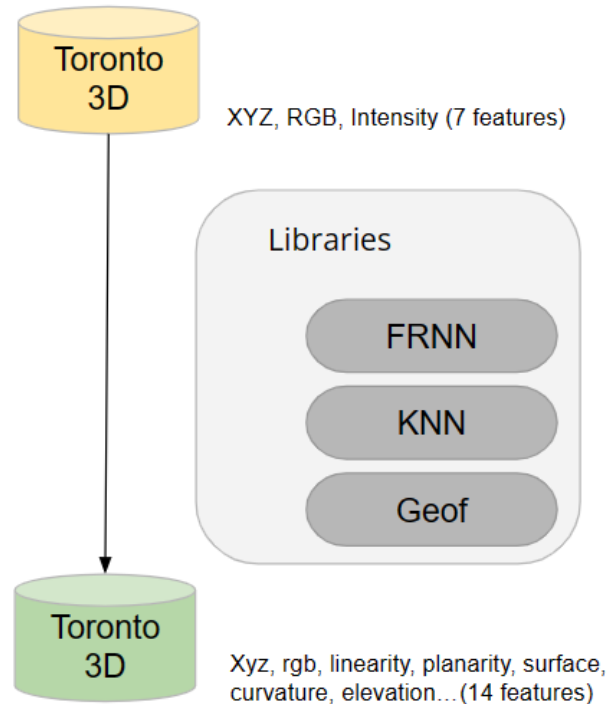 Toronto
3D
XYZ, RGB, Intensity (7 features)
Libraries
FRNN
KNN
Geof
Toronto
3D
Xyz, rgb, linearity, planarity, surface,
curvature, elevation...(14 features)